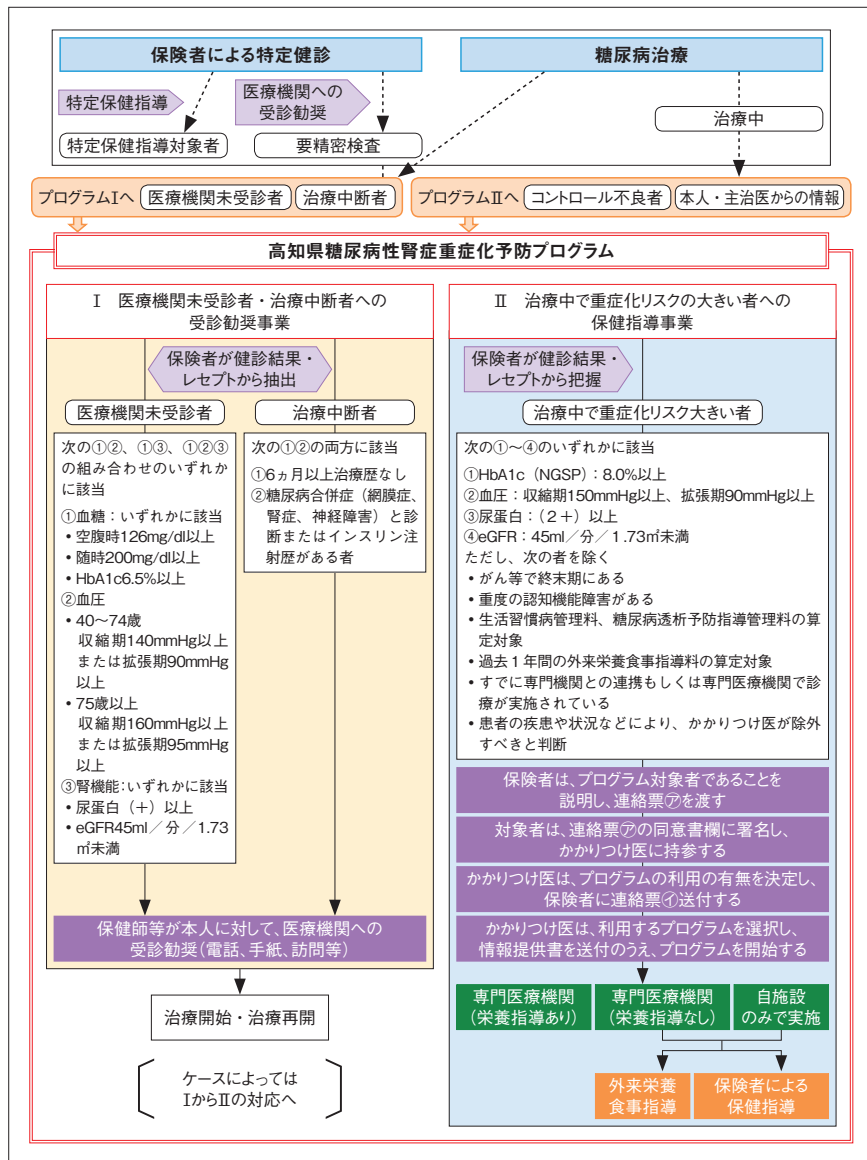 保険者による特定健診
糖尿病治療
特定保健指導
医療機関への
受診勧奨
治療中
特定保健指導対象者
要精密検査
プログラムⅠへ 医療機関未受診者 治療中断者
プログラムⅡへ コントロール不良者 本人・主治医からの情報
高知県糖尿病性腎症重症化予防プログラム
Ⅰ 医療機関未受診者・治療中断者への
受診勧奨事業
保険者が健診結果・
レセプトから抽出
医療機関未受診者
次の①②、①③、①②③
の組み合わせのいずれか
に該当
①血糖：いずれかに該当
•空腹時126mg/dl以上
•随時200mg/dl以上
•HbA1c6.5%以上
②血圧
•40〜74歳
収縮期140mmHg以上
または拡張期90mmHg
以上
•75歳以上
収縮期160mmHg以上
または拡張期95mmHg
以上
③腎機能：いずれかに該当
•尿蛋白（+）以上
•eGFR45ml／分／1.73
㎡未満
治療中断者
次の①②の両方に該当
①6ヵ月以上治療歴なし
②糖尿病合併症（網膜症、
腎症、神経障害）と診
断またはインスリン注
射歴がある者
保健師等が本人に対して、医療機関への
受診勧奨（電話、手紙、訪問等）
治療開始・治療再開
ケースによっては
ⅠからⅡの対応へ
Ⅱ 治療中で重症化リスクの大きい者への
保健指導事業
保険者が健診結果・
レセプトから把握
治療中で重症化リスク大きい者
次の①〜④のいずれかに該当
①HbA1c（NGSP）：8.0%以上
②血圧：収縮期150mmHg以上、拡張期90mmHg以上
③尿蛋白：（2+）以上
④eGFR：45ml／分／1.73㎡未満
ただし、次の者を除く
•がん等で終末期にある
•重度の認知機能障害がある
•生活習慣病管理料、糖尿病透析予防指導管理料の算
定対象
•過去1年間の外来栄養食事指導料の算定対象
•すでに専門機関との連携もしくは専門医療機関で診
療が実施されている
•患者の疾患や状況などにより、かかりつけ医が除外
すべきと判断
保険者は、プログラム対象者であることを
説明し、連絡票㋐を渡す
対象者は、連絡票㋐の同意書欄に署名し、
かかりつけ医に持参する
かかりつけ医は、プログラムの利用の有無を決定し、
保険者に連絡票㋑送付する
かかりつけ医は、利用するプログラムを選択し、
情報提供書を送付のうえ、プログラムを開始する
専門医療機関
（栄養指導あり）
専門医療機関
（栄養指導なし）
自施設
のみで実施
外来栄養
食事指導
保険者による
保健指導